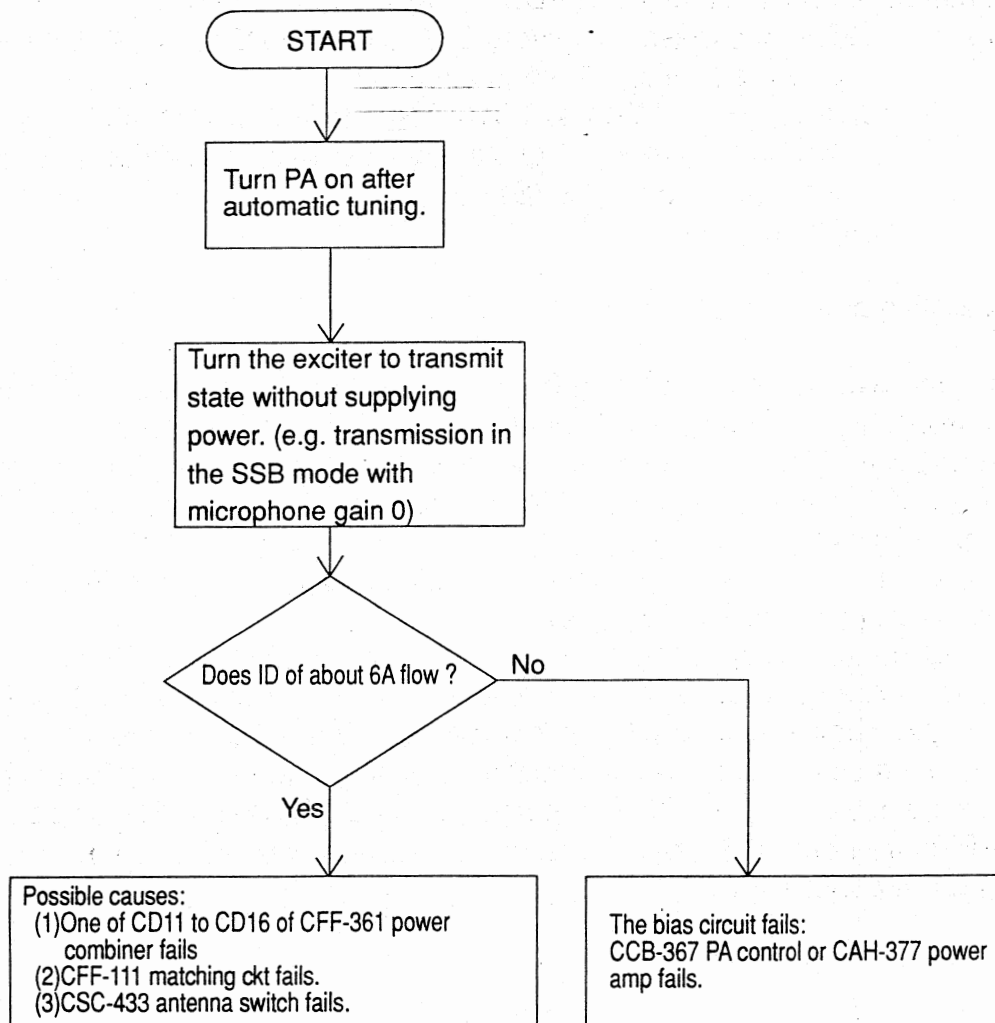 START
Turn PA on after
automatic tuning.
Turn the exciter to transmit
state without supplying
power. (e.g. transmission in
the SSB mode with
microphone gain 0)
Does ID of about 6A flow ?
No
Yes
Possible causes:
(1)One of CD11 to CD16 of CFF-361 power
combiner fails
(2)CFF-111 matching ckt fails.
(3)CSC-433 antenna switch fails.
The bias circuit fails:
CCB-367 PA control or CAH-377 power
amp fails.